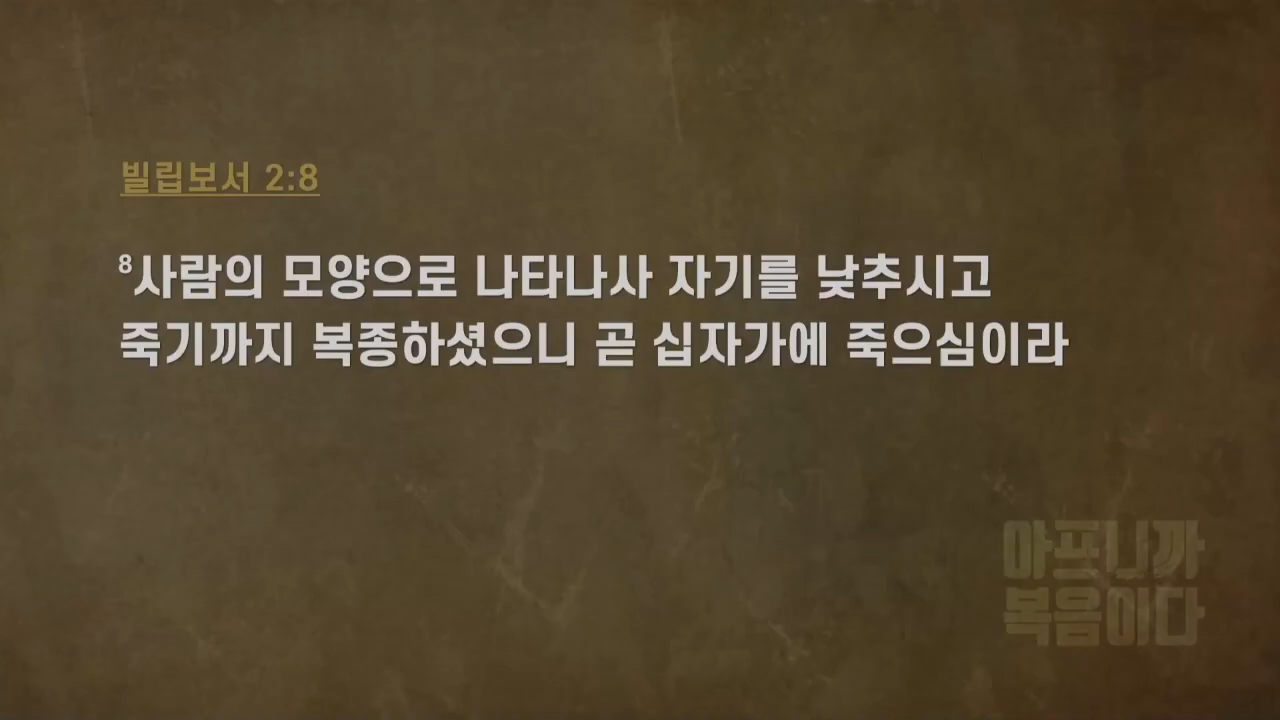 빌립보서 2:8
⁸사람의 모양으로 나타나사 자기를 낮추시고
죽기까지 복종하셨으니 곧 십자가에 죽으심이라
아프니까
복음이다